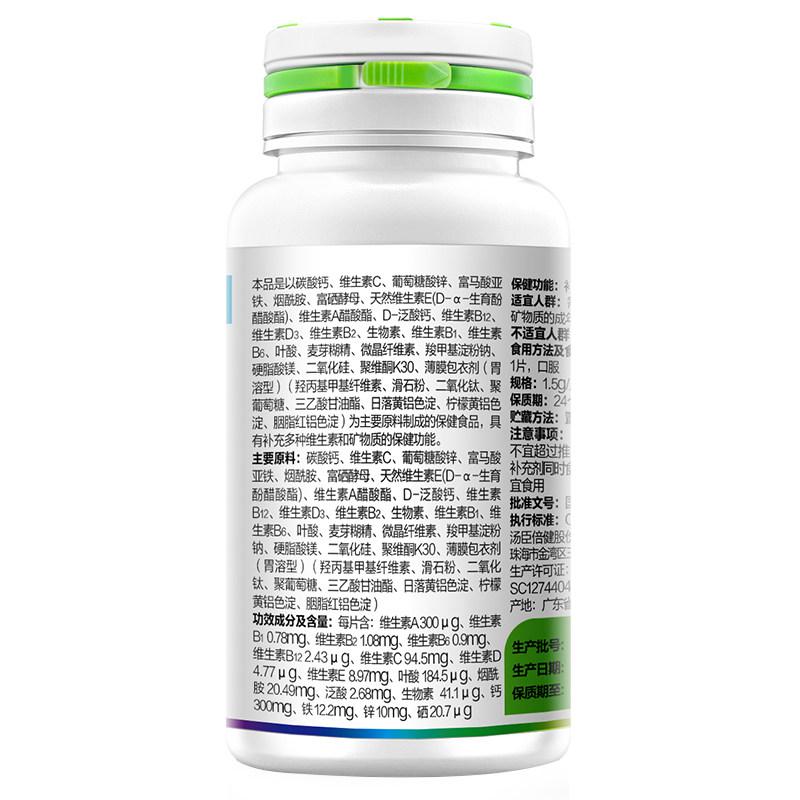 本品是以碳酸钙、维生素C、葡萄糖酸锌、富马酸亚
铁、烟酰胺、富硒酵母、天然维生素E(D-α-生育酚
醋酸酯)、维生素A醋酸酯、D-泛酸钙、维生素B12、
维生素D3、维生素B2、生物素、维生素B1、维生素
B6、叶酸、麦芽糊精、微晶纤维素、羧甲基淀粉钠、
硬脂酸镁、二氧化硅、聚维酮K30、薄膜包衣剂（胃
溶型）（羟丙基甲基纤维素、滑石粉、二氧化钛、聚
葡萄糖、三乙酸甘油酯、日落黄铝色淀、柠檬黄铝色
淀、胭脂红铝色淀）为主要原料制成的保健食品，具
有补充多种维生素和矿物质的保健功能。
主要原料：碳酸钙、维生素C、葡萄糖酸锌、富马酸
亚铁、烟酰胺、富硒酵母、天然维生素E(D-α-生育
酚醋酸酯)、维生素A醋酸酯、D-泛酸钙、维生素
B12、维生素D3、维生素B2、生物素、维生素B1、维
生素B6、叶酸、麦芽糊精、微晶纤维素、羧甲基淀粉
钠、硬脂酸镁、二氧化硅、聚维酮K30、薄膜包衣剂
（胃溶型）（羟丙基甲基纤维素、滑石粉、二氧化
钛、聚葡萄糖、三乙酸甘油酯、日落黄铝色淀、柠檬
黄铝色淀、胭脂红铝色淀）
功效成分及含量：每片含：维生素A 300μg、维生素
B1 0.78mg、维生素B2 1.08mg、维生素B6 0.9mg、
维生素B12 2.43μg、维生素C 94.5mg、维生素D
4.77μg、维生素E 8.97mg、叶酸 184.5μg、烟酰
胺 20.49mg、泛酸 2.68mg、生物素 41.1μg、钙
300mg、铁 12.2mg、锌 10mg、硒 20.7μg
保健功能：
适宜人群：
矿物质的成年
不适宜人群
食用方法及食
1片，口服
规格：1.5g/
保质期：24
贮藏方法：
注意事项：
不宜超过推
补充剂同时食
宜食用
批准文号：国
执行标准：
汤臣倍健股份
珠海市金湾区三
生产许可证：
SC1274404
产地：广东省
生产批号：
生产日期：
保质期至：